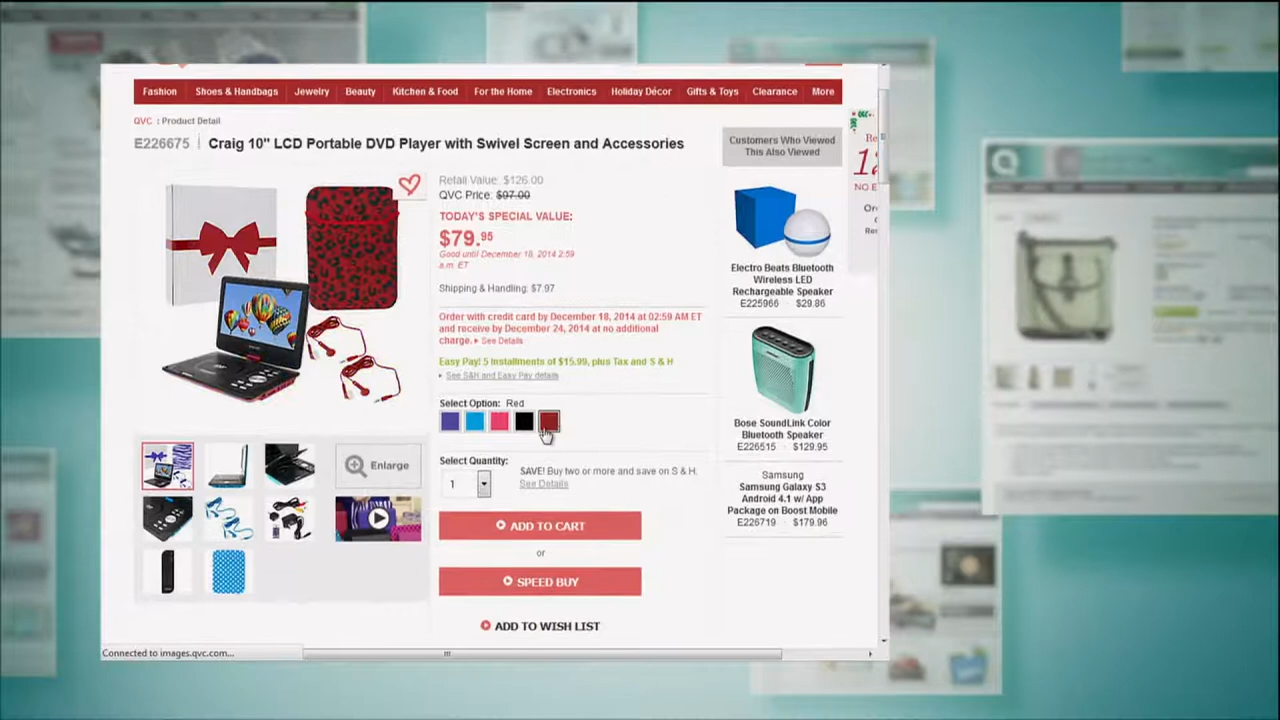 Fashion Shoes & Handbags Jewelry Beauty Kitchen & Food For the Home Electronics Holiday Décor Gifts & Toys Clearance More
QVC : Product Detail
E226675 Craig 10" LCD Portable DVD Player with Swivel Screen and Accessories
Retail Value: $126.00
QVC Price: $97.00
TODAY'S SPECIAL VALUE:
$79.95
Good until December 18, 2014 2:59
a.m. ET
Shipping & Handling: $7.97
Order with credit card by December 18, 2014 at 02:59 AM ET
and receive by December 24, 2014 at no additional
charge. See Details
Easy Pay! 5 Installments of $15.99, plus Tax and S & H
See S&H and Easy Pay details
Select Option: Red
Enlarge
Select Quantity:
1
SAVE! Buy two or more and save on S & H.
See Details
ADD TO CART
or
SPEED BUY
ADD TO WISH LIST
Customers Who Viewed
This Also Viewed
Electro Beats Bluetooth
Wireless LED
Rechargeable Speaker
E225966 · $29.86
Bose SoundLink Color
Bluetooth Speaker
E226515 · $129.95
Samsung
Samsung Galaxy S3
Android 4.1 w/ App
Package on Boost Mobile
E226719 · $179.96
NO E
Connected to images.qvc.com...